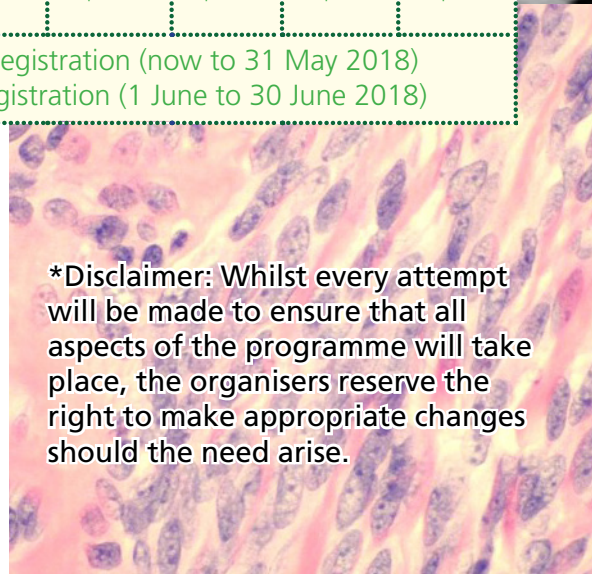 egistration (now to 31 May 2018)
gistration (1 June to 30 June 2018)
*Disclaimer: Whilst every attempt
will be made to ensure that all
aspects of the programme will take
place, the organisers reserve the
right to make appropriate changes
should the need arise.